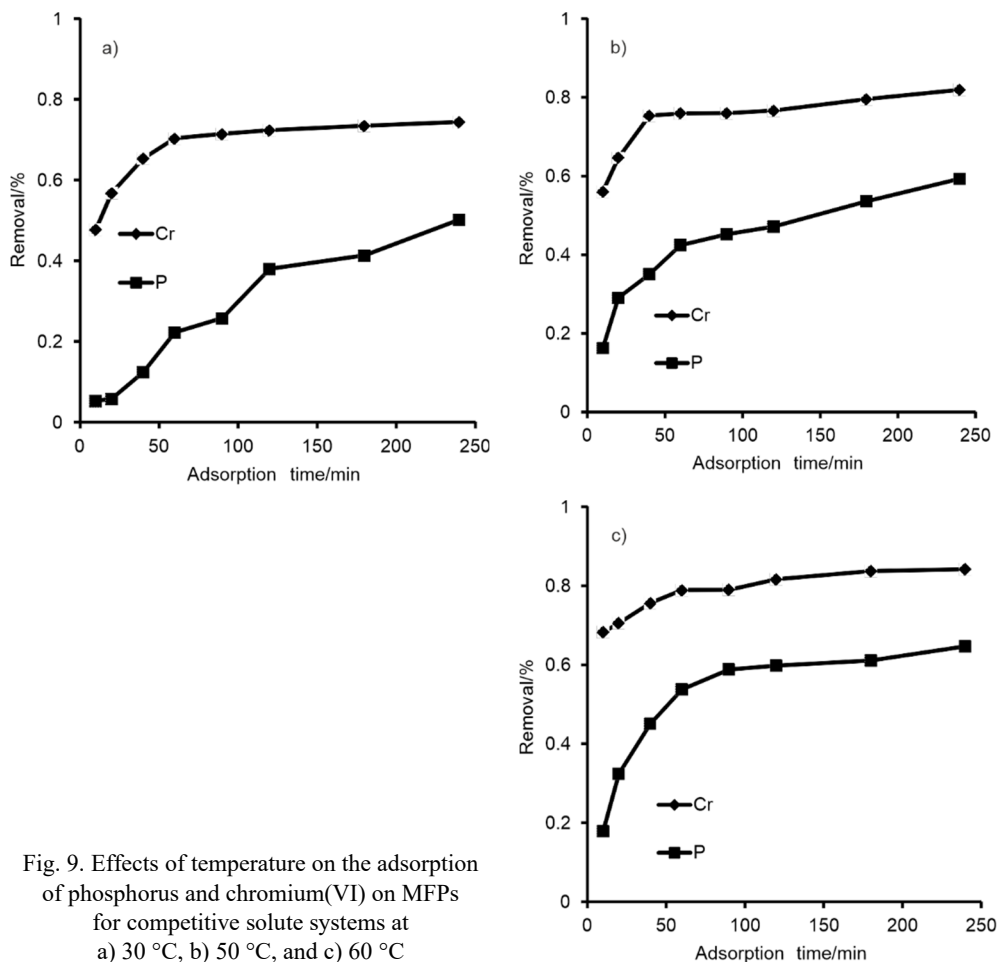 a)
1
0.8
0.6
0.4
0.2
0
Removal/%
Cr
P
0 50 100 150 200 250
Adsorption time/min
b)
1
0.8
0.6
0.4
0.2
0
Removal/%
Cr
P
0 50 100 150 200 250
Adsorption time/min
c)
1
0.8
0.6
0.4
0.2
0
Removal/%
Cr
P
0 50 100 150 200 250
Adsorption time/min
Fig. 9. Effects of temperature on the adsorption
of phosphorus and chromium(VI) on MFPs
for competitive solute systems at
a) 30 °C, b) 50 °C, and c) 60 °C